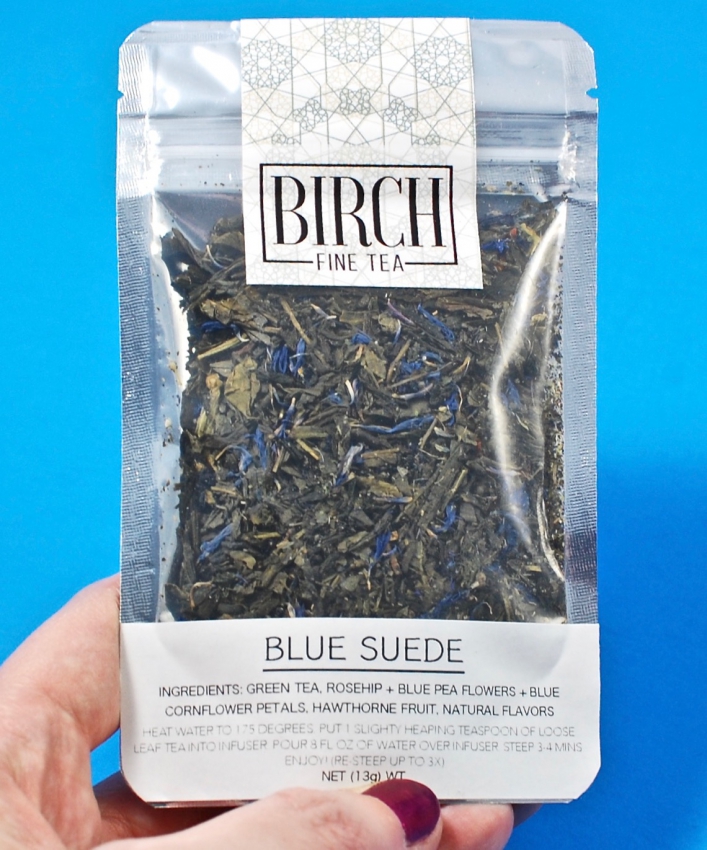 BIRCH
FINE TEA
BLUE SUEDE
INGREDIENTS: GREEN TEA, ROSEHIP + BLUE PEA FLOWERS + BLUE
CORNFLOWER PETALS, HAWTHORNE FRUIT, NATURAL FLAVORS
HEAT WATER TO 175 DEGREES. PUT 1 SLIGHTY HEAPING TEASPOON OF LOOSE
LEAF TEA INTO INFUSER. POUR 8 FL OZ OF WATER OVER INFUSER. STEEP 3-4 MINS
ENJOY! (RE-STEEP UP TO 3X)
NET (13g) WT